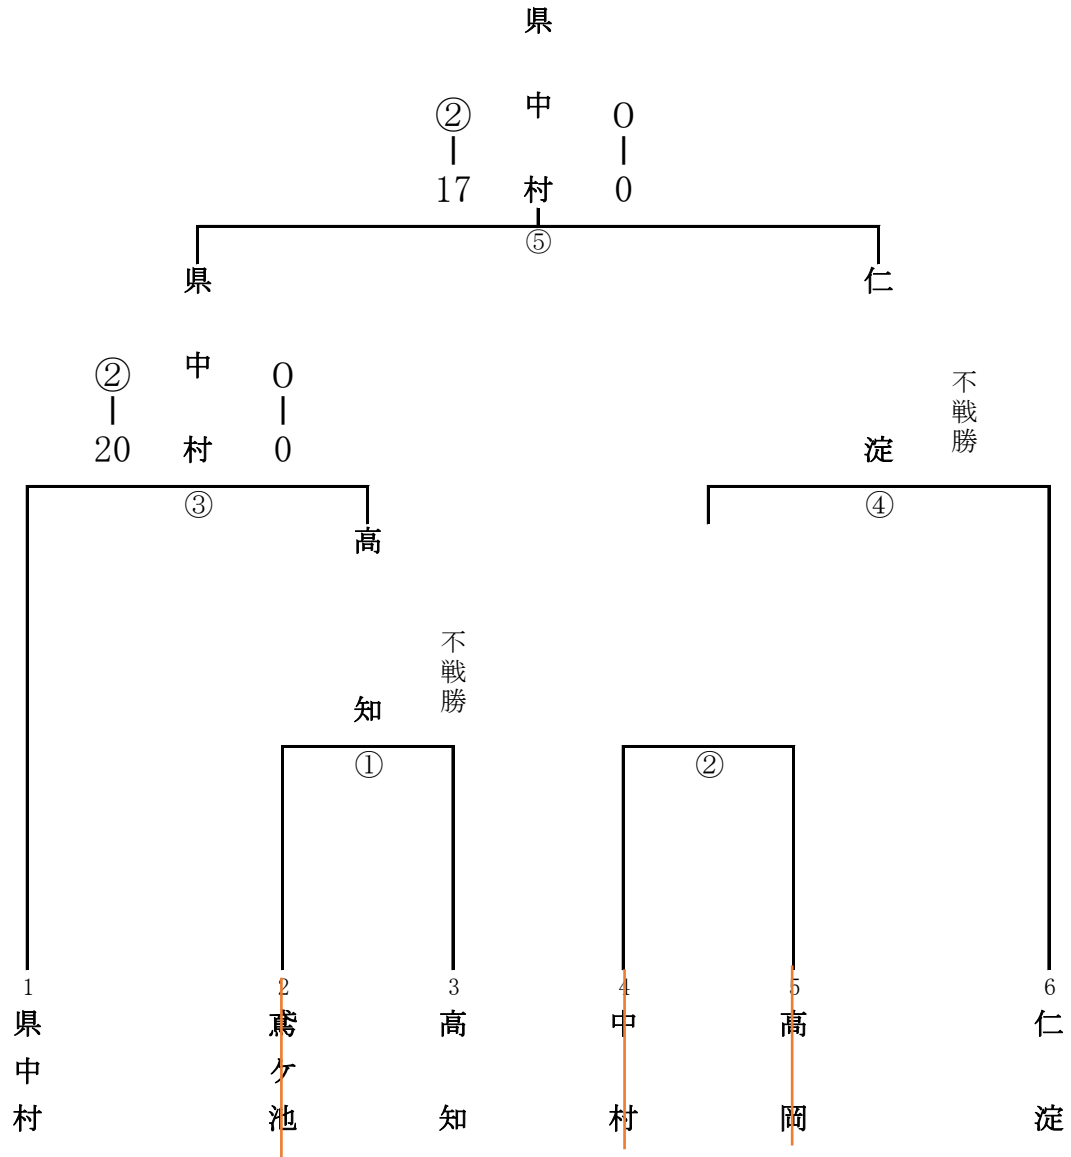 県中村
② 0
17 0
⑤
県中村
仁淀
② 0
20 0
不戦勝
③
④
高知
不戦勝
①
②
1 2 3 4 5 6
県中村
鳶ケ池
高知
中村
高岡
仁淀